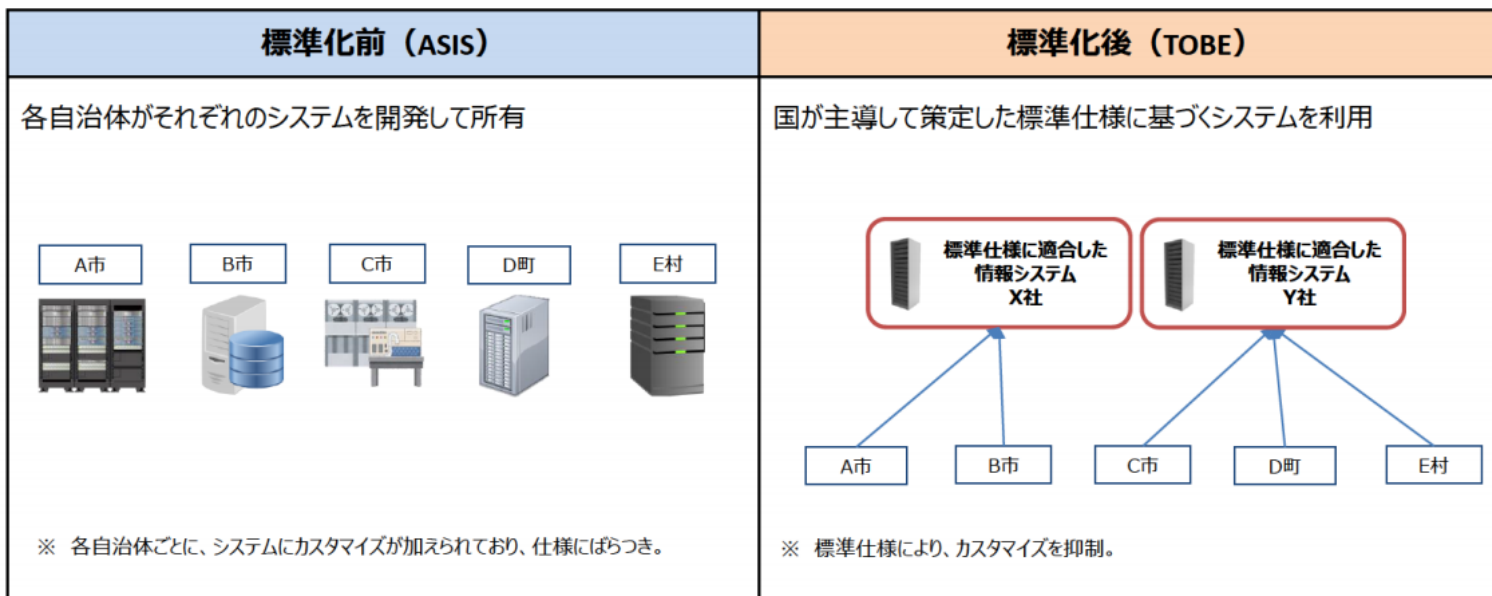 標準化前（ASIS）
各自治体がそれぞれのシステムを開発して所有
A市
B市
C市
D町
E村
※ 各自治体ごとに、システムにカスタマイズが加えられており、仕様にばらつき。
標準化後（TOBE）
国が主導して策定した標準仕様に基づくシステムを利用
標準仕様に適合した
情報システム
X社
標準仕様に適合した
情報システム
Y社
A市
B市
C市
D町
E村
※ 標準仕様により、カスタマイズを抑制。